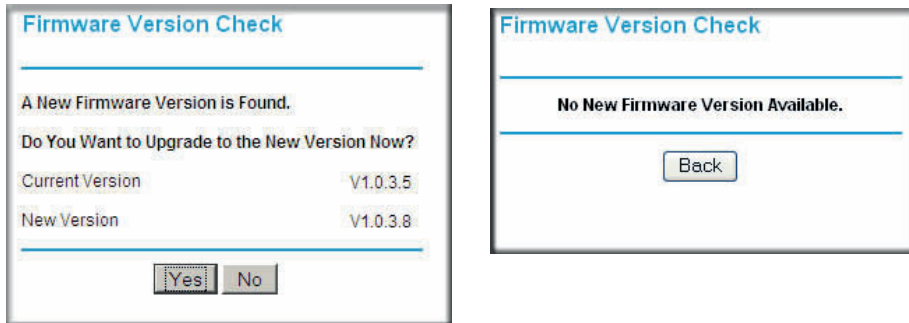 Firmware Version Check
A New Firmware Version is Found.
Do You Want to Upgrade to the New Version Now?
Current Version V1.0.3.5
New Version V1.0.3.8
Yes No
Firmware Version Check
No New Firmware Version Available.
Back